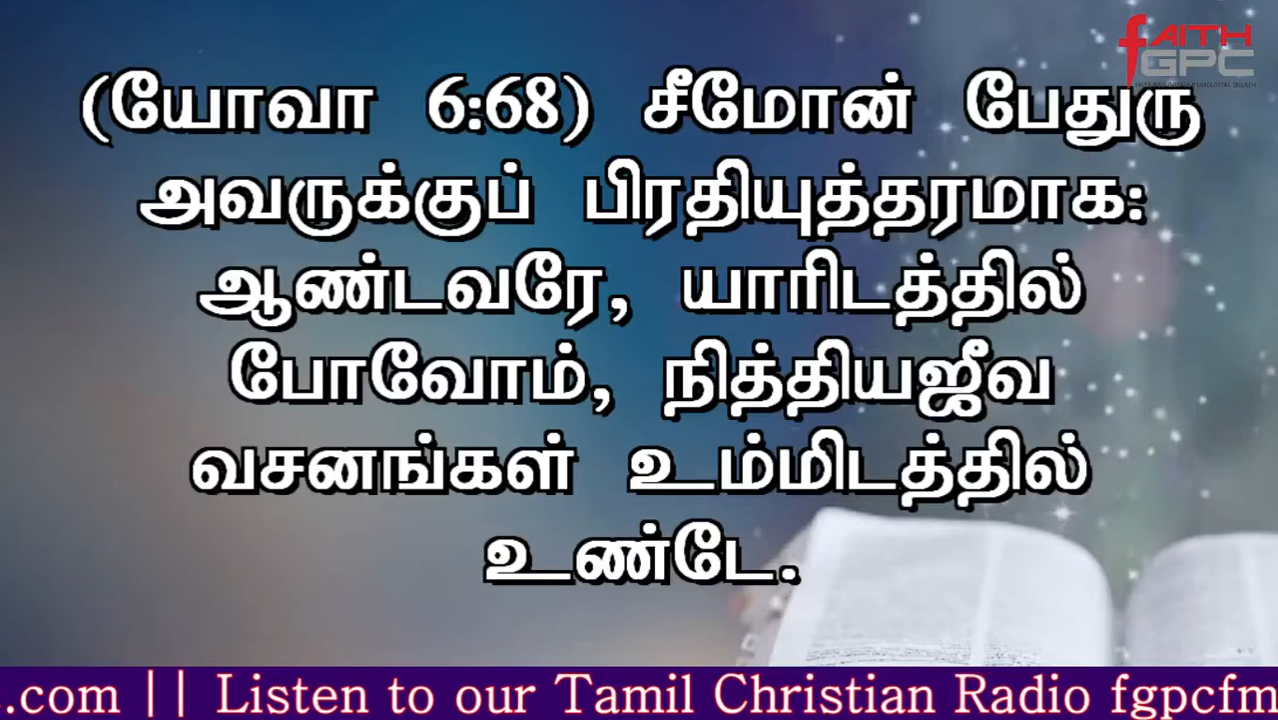 fAITH
GPC
(யோவா 6:68) சீமோன் பேதுரு
அவருக்குப் பிரதியுத்தரமாக:
ஆண்டவரே, யாரிடத்தில்
போவோம், நித்தியஜீவ
வசனங்கள் உம்மிடத்தில்
உண்டே.
.com || Listen to our Tamil Christian Radio fgpcfm